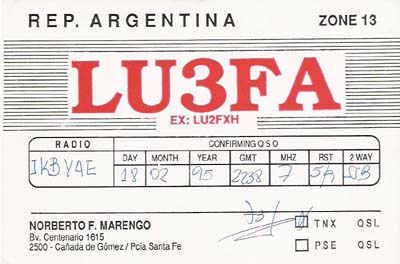 REP. ARGENTINA ZONE 13
LU3FA
EX: LU2FXH
RADIO CONFIRMING QSO
DAY MONTH YEAR GMT MHZ RST 2 WAY
18 02 95 2238 7 SSB
73
TNX QSL
PSE QSL
NORBERTO F. MARENGO
Bv. Centenario 1615
2500 - Cañada de Gómez / Pcia Santa Fe